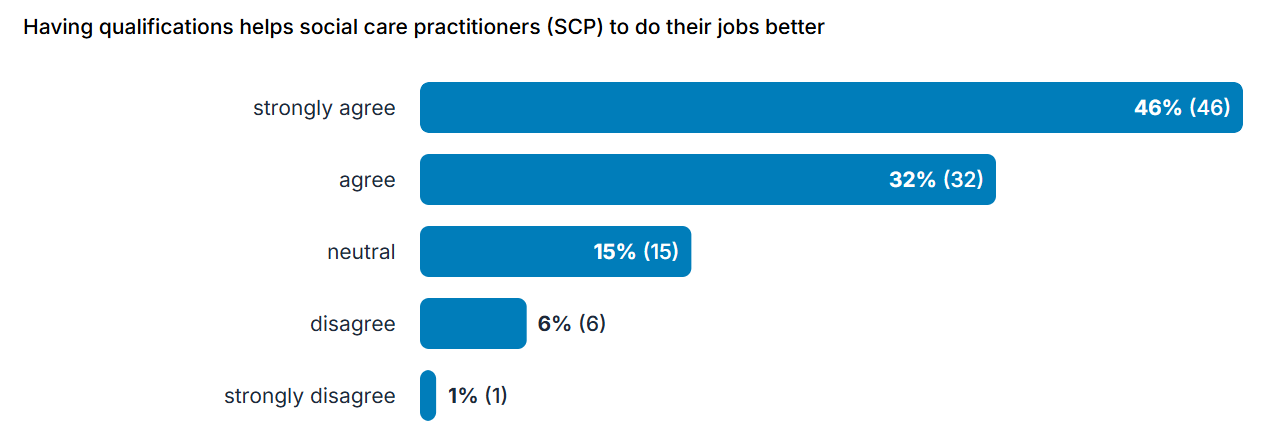 Having qualifications helps social care practitioners (SCP) to do their jobs better
strongly agree 46% (46)
agree 32% (32)
neutral 15% (15)
disagree 6% (6)
strongly disagree 1% (1)